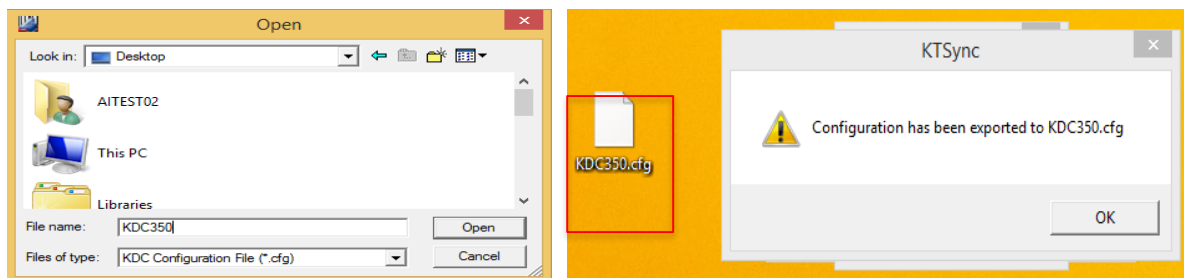 Open
Look in: Desktop
AITEST02
This PC
Libraries
File name: KDC350 Open
Files of type: KDC Configuration File (*.cfg) Cancel
KDC350.cfg
KTSync
Configuration has been exported to KDC350.cfg
OK